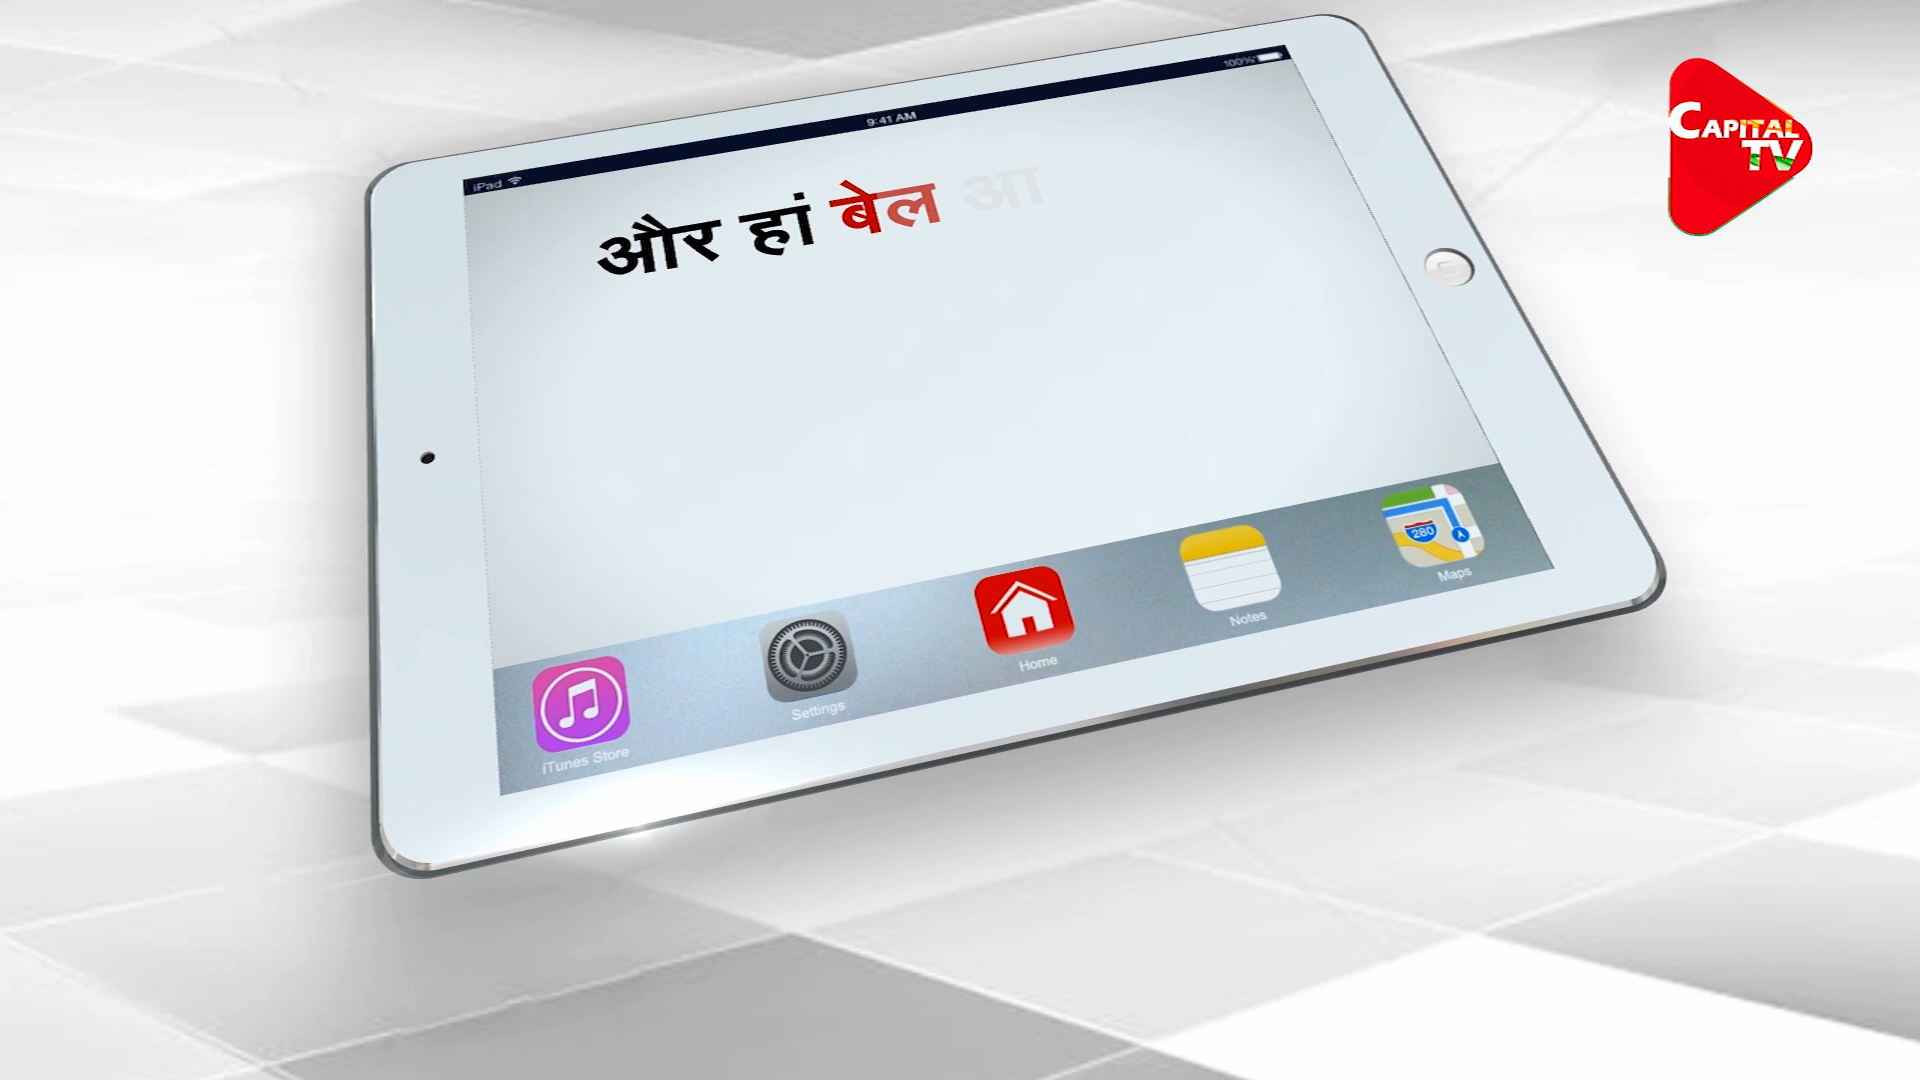 CAPITAL
TV
iPad
9:41 AM
100%
और हां बेल आ
280
iTunes Store
Settings
Home
Notes
Maps